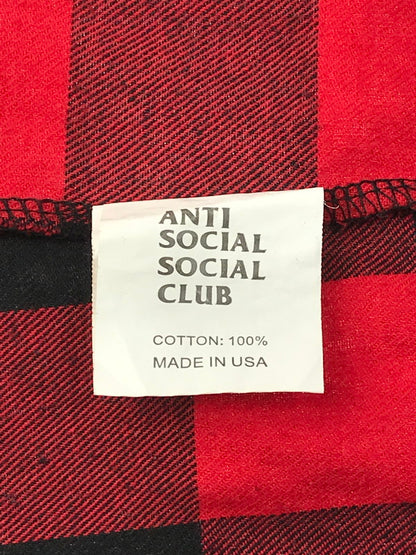 ANTI
SOCIAL
SOCIAL
CLUB
COTTON: 100%
MADE IN USA